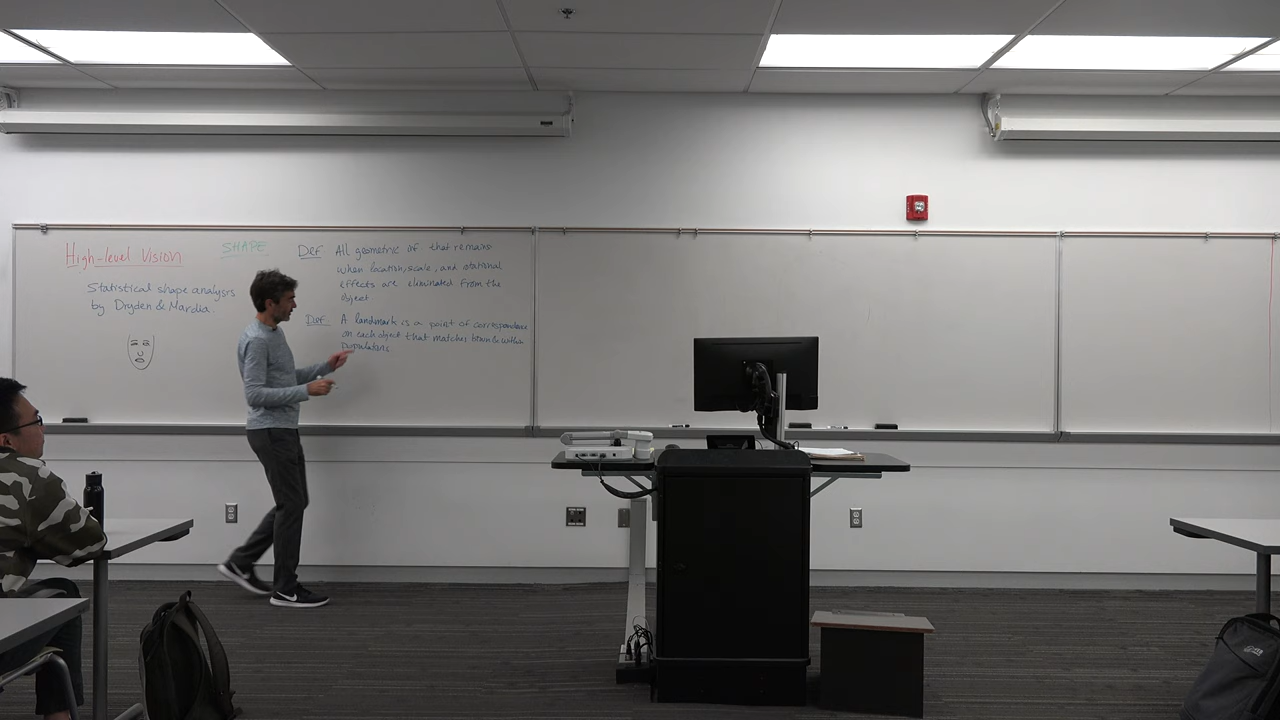 High-level Vision
SHAPE
Statistical shape analysis
by Dryden & Mardia.
Def All geometric of that remains
when location, scale, and rotational
effects are eliminated from the
object
Def. A landmark is a point of correspondence
on each object that matches btwn & within
populations.